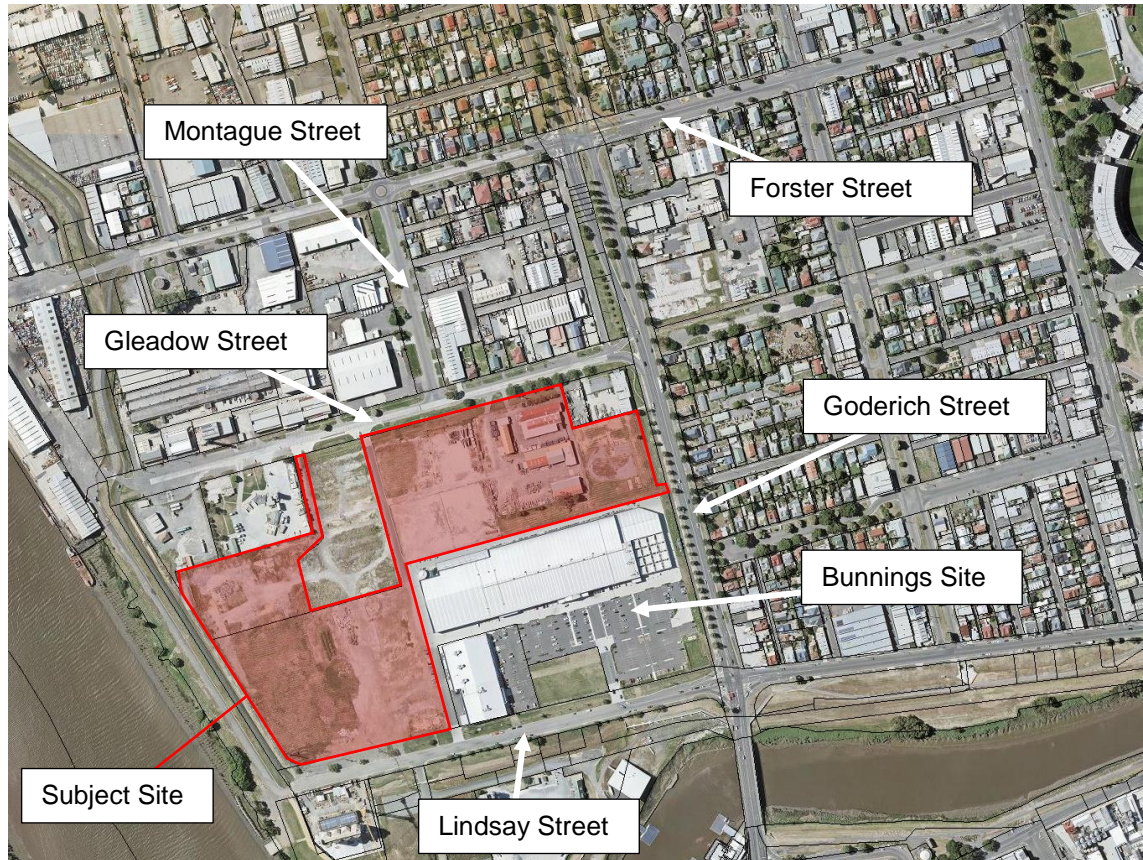 Montague Street
Forster Street
Gleadow Street
Goderich Street
Bunnings Site
Subject Site
Lindsay Street